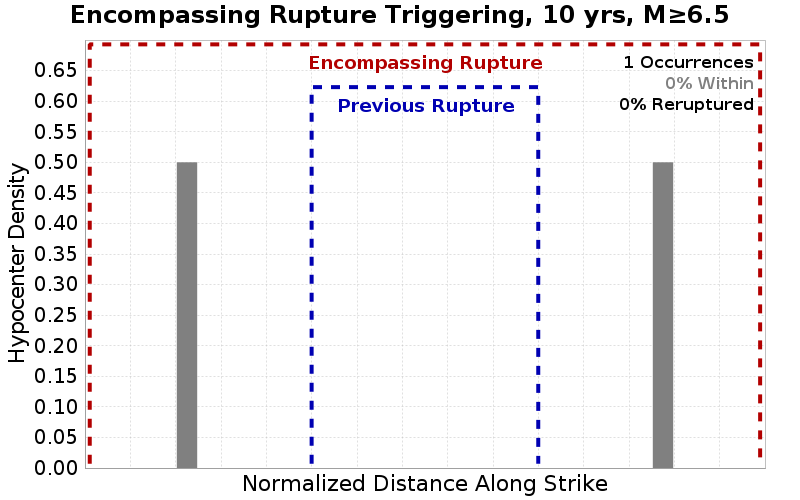 Encompassing Rupture Triggering, 10 yrs, M≥6.5
Encompassing Rupture
Previous Rupture
1 Occurrences
0% Within
0% Reruptured
Hypocenter Density
0.65
0.60
0.55
0.50
0.45
0.40
0.35
0.30
0.25
0.20
0.15
0.10
0.05
0.00
Normalized Distance Along Strike